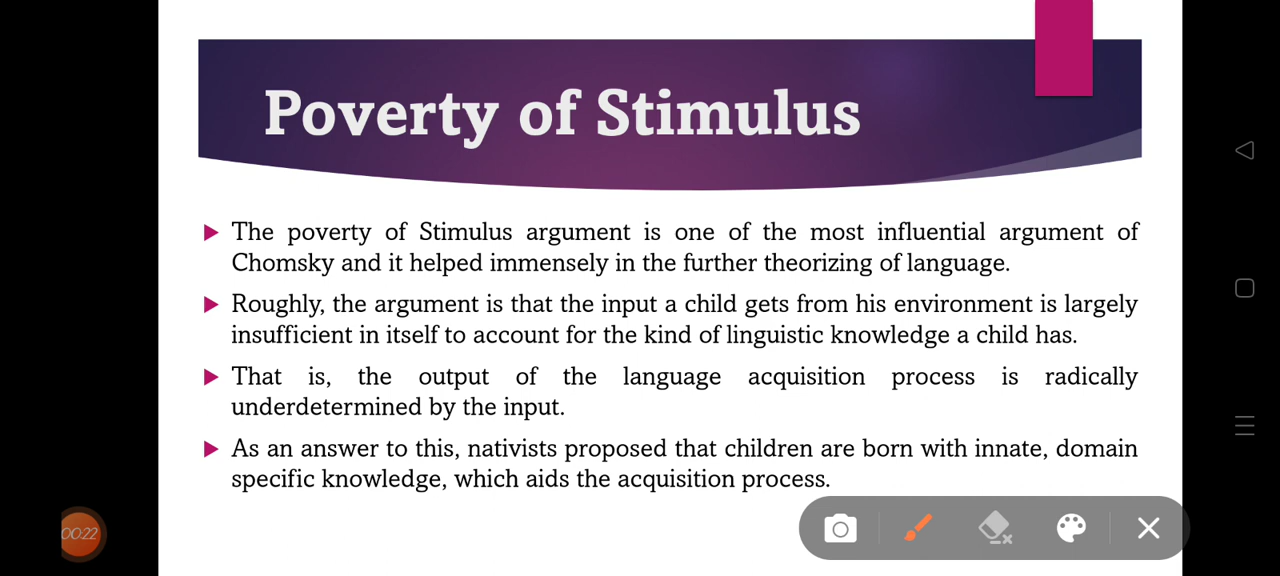 Poverty of Stimulus
The poverty of Stimulus argument is one of the most influential argument of
Chomsky and it helped immensely in the further theorizing of language.
Roughly, the argument is that the input a child gets from his environment is largely
insufficient in itself to account for the kind of linguistic knowledge a child has.
That is, the output of the language acquisition process is radically
underdetermined by the input.
As an answer to this, nativists proposed that children are born with innate, domain
specific knowledge, which aids the acquisition process.
00:22